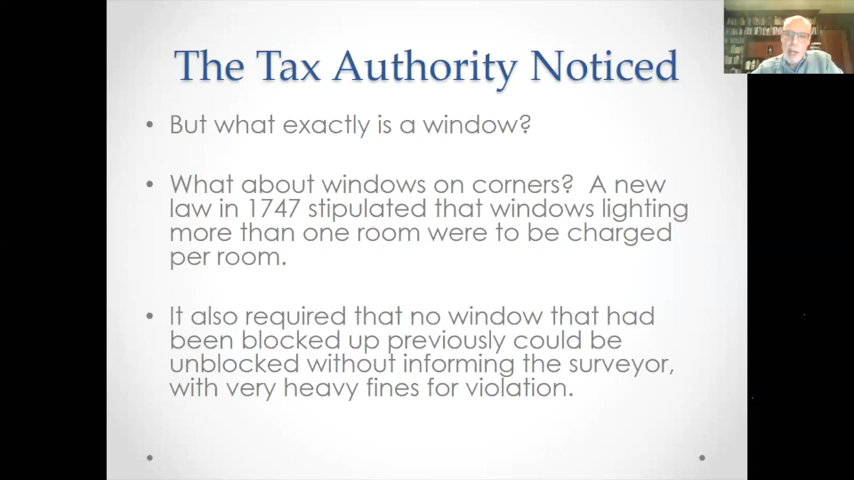 The Tax Authority Noticed
• But what exactly is a window?
• What about windows on corners? A new
law in 1747 stipulated that windows lighting
more than one room were to be charged
per room.
• It also required that no window that had
been blocked up previously could be
unblocked without informing the surveyor,
with very heavy fines for violation.